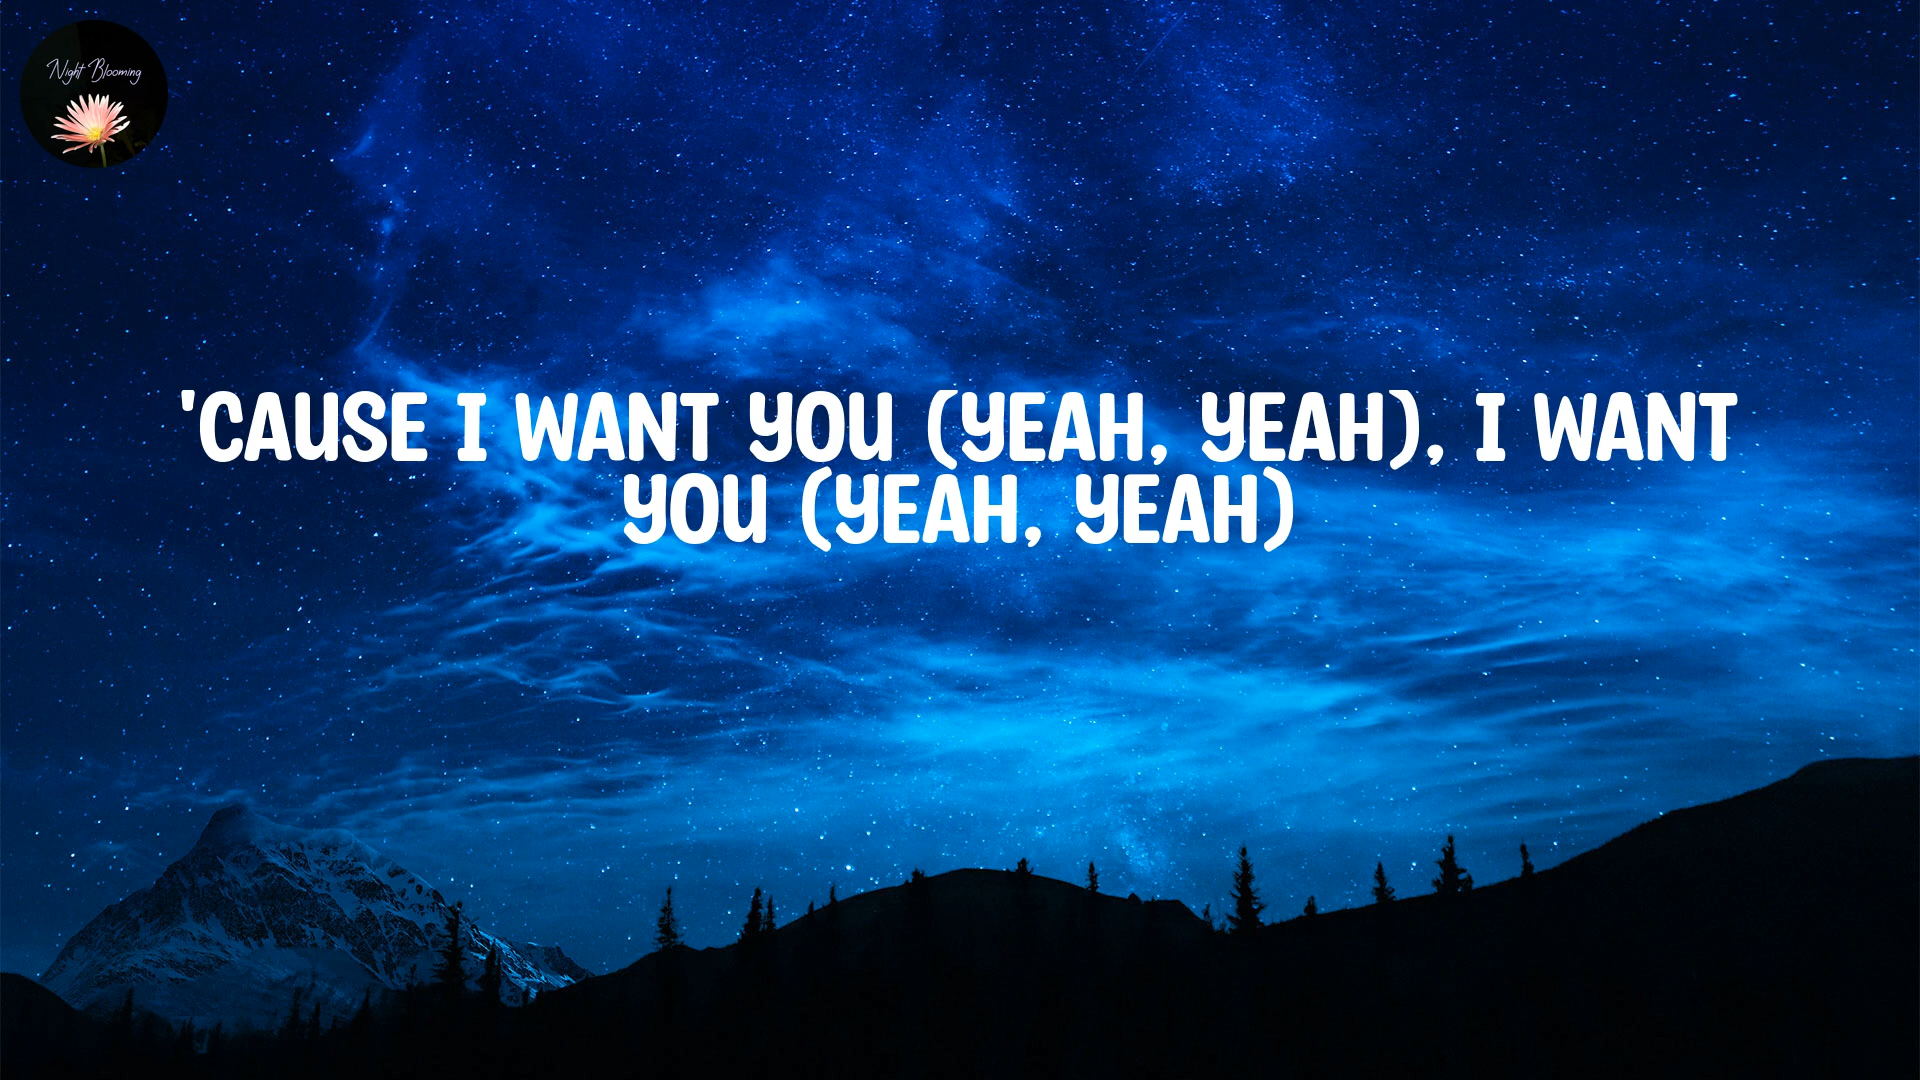 Night Blooming
'CAUSE I WANT YOU (YEAH, YEAH), I WANT
YOU (YEAH, YEAH)